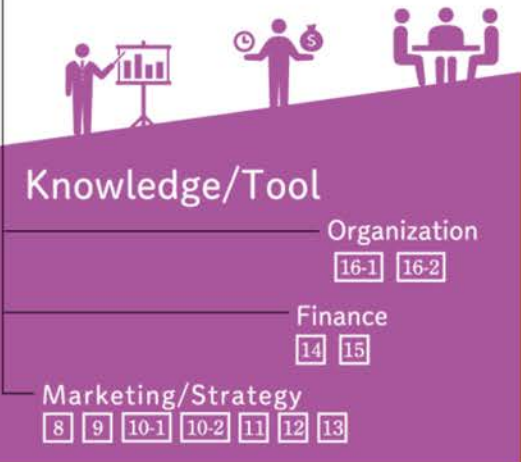 $
Knowledge/Tool
Organization
16-1 16-2
Finance
14 15
Marketing/Strategy
8 9 10-1 10-2 11 12 13